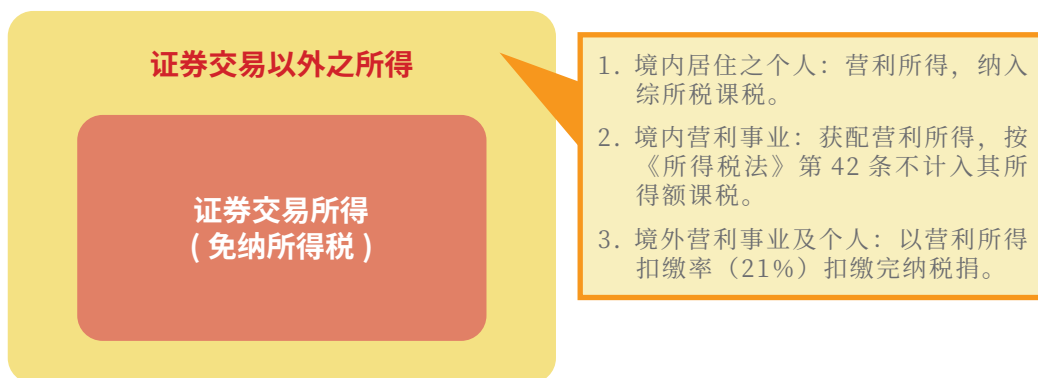 证券交易以外之所得
证券交易所得
( 免纳所得税 )
1. 境内居住之个人：营利所得，纳入
综所税课税。
2. 境内营利事业：获配营利所得，按
《所得税法》第 42 条不计入其所
得额课税。
3. 境外营利事业及个人：以营利所得
扣缴率（21%）扣缴完纳税捐。